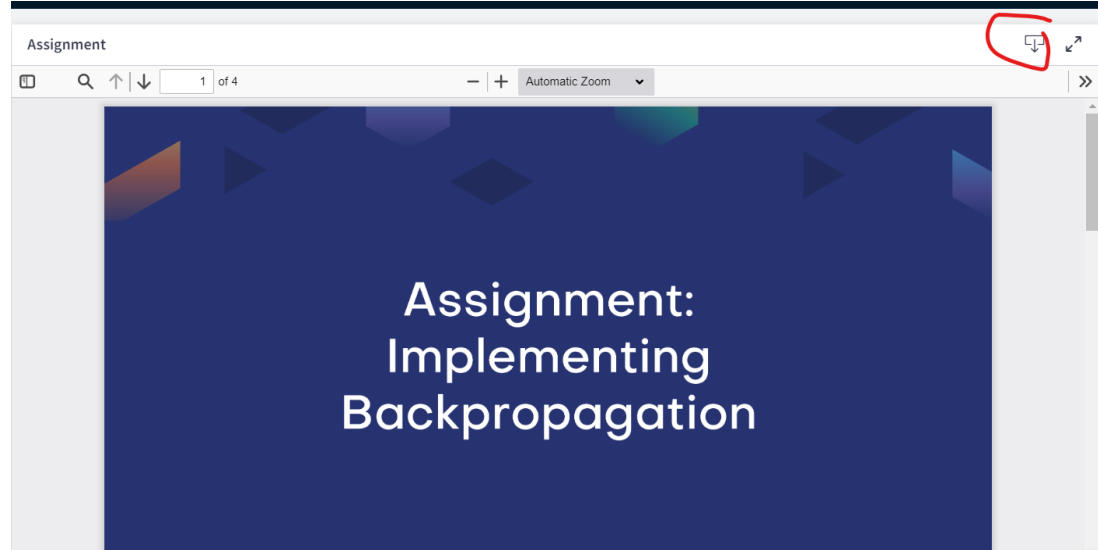 Assignment
1 of 4 Automatic Zoom
Assignment:
Implementing
Backpropagation